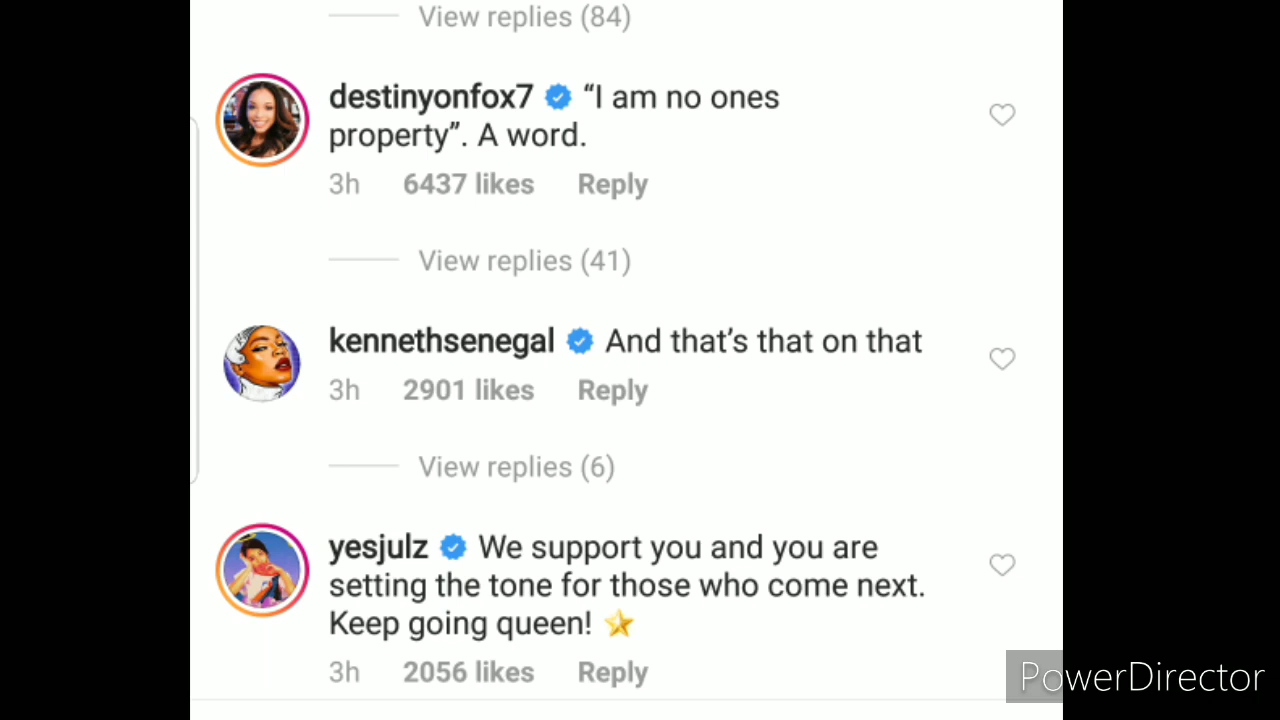 View replies (84)
destinyonfox7 “I am no ones
property”. A word.
3h 6437 likes Reply
View replies (41)
kennethsenegal And that’s that on that
3h 2901 likes Reply
View replies (6)
yesjulz We support you and you are
setting the tone for those who come next.
Keep going queen! ⭐
3h 2056 likes Reply
PowerDirector